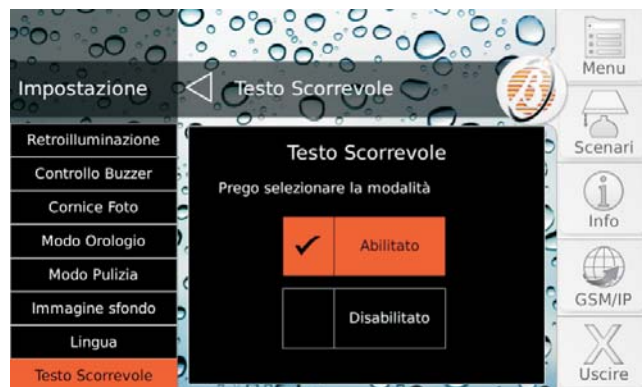 Impostazione
Testo Scorrevole
Retroilluminazione
Controllo Buzzer
Cornice Foto
Modo Orologio
Modo Pulizia
Immagine sfondo
Lingua
Testo Scorrevole
Testo Scorrevole
Prego selezionare la modalità
Abilitato
Disabilitato
Menu
Scenari
Info
GSM/IP
Uscire